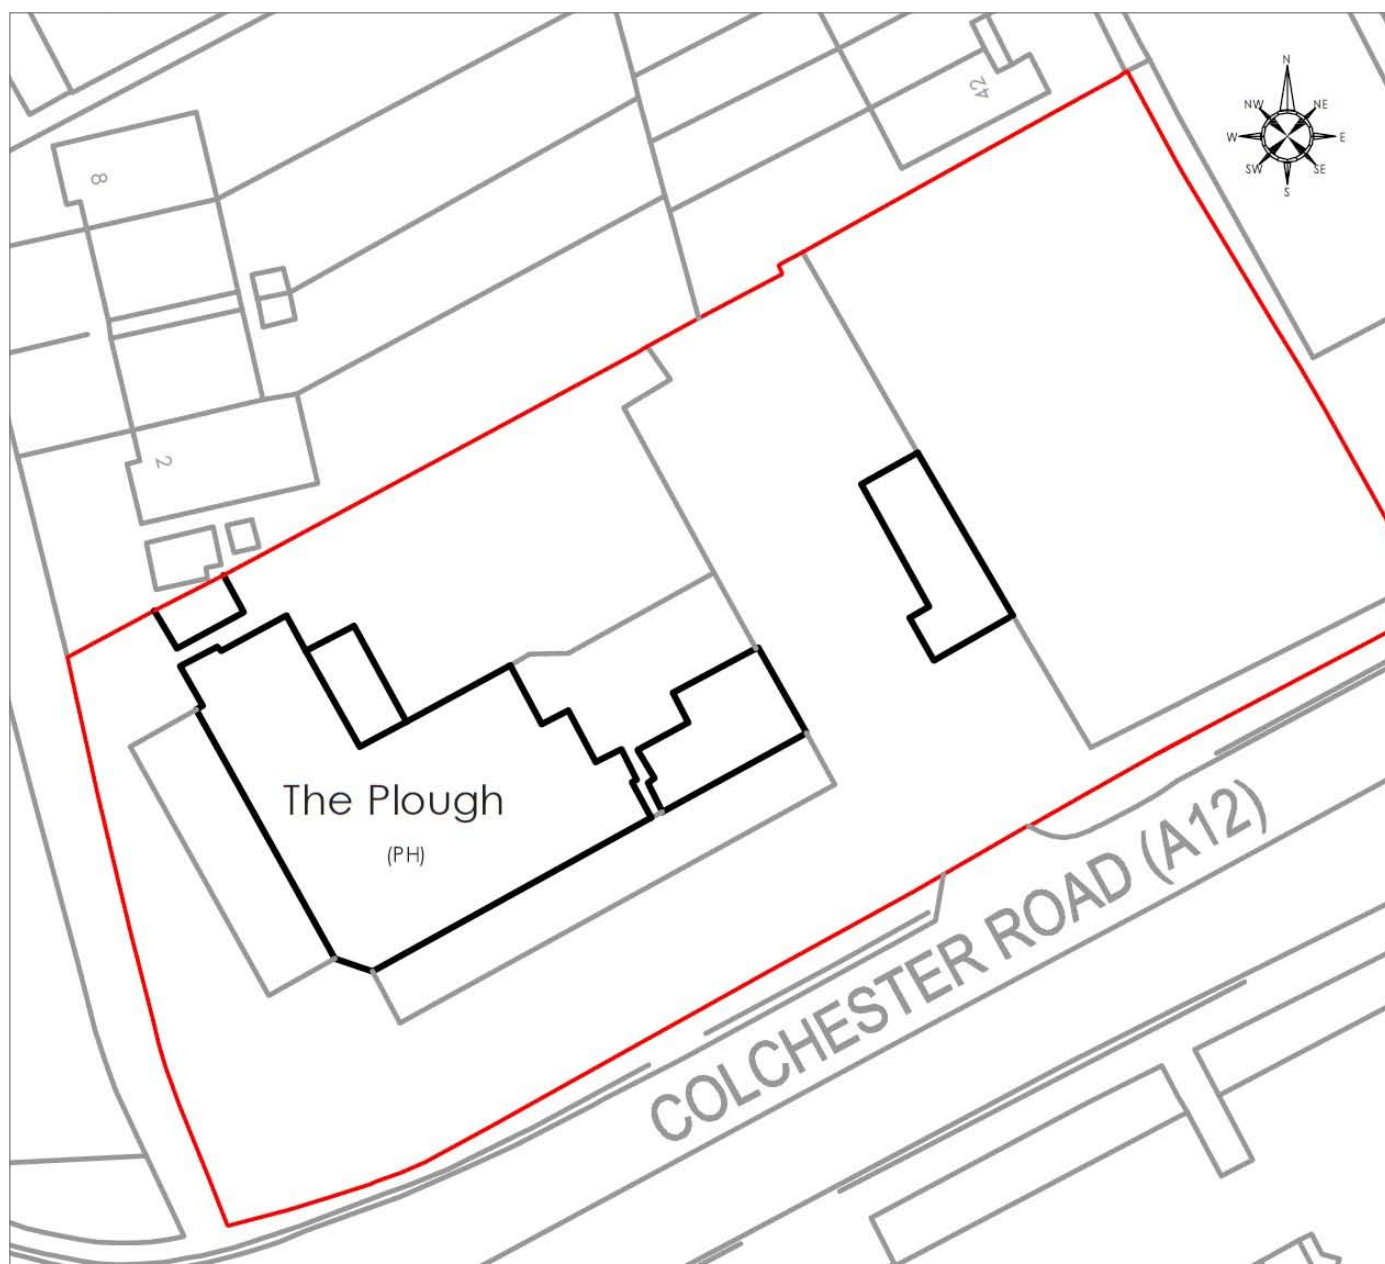 42
N
NW NE
W E
SW SE
S
8
2
The Plough
(PH)
COLCHESTER ROAD (A12)